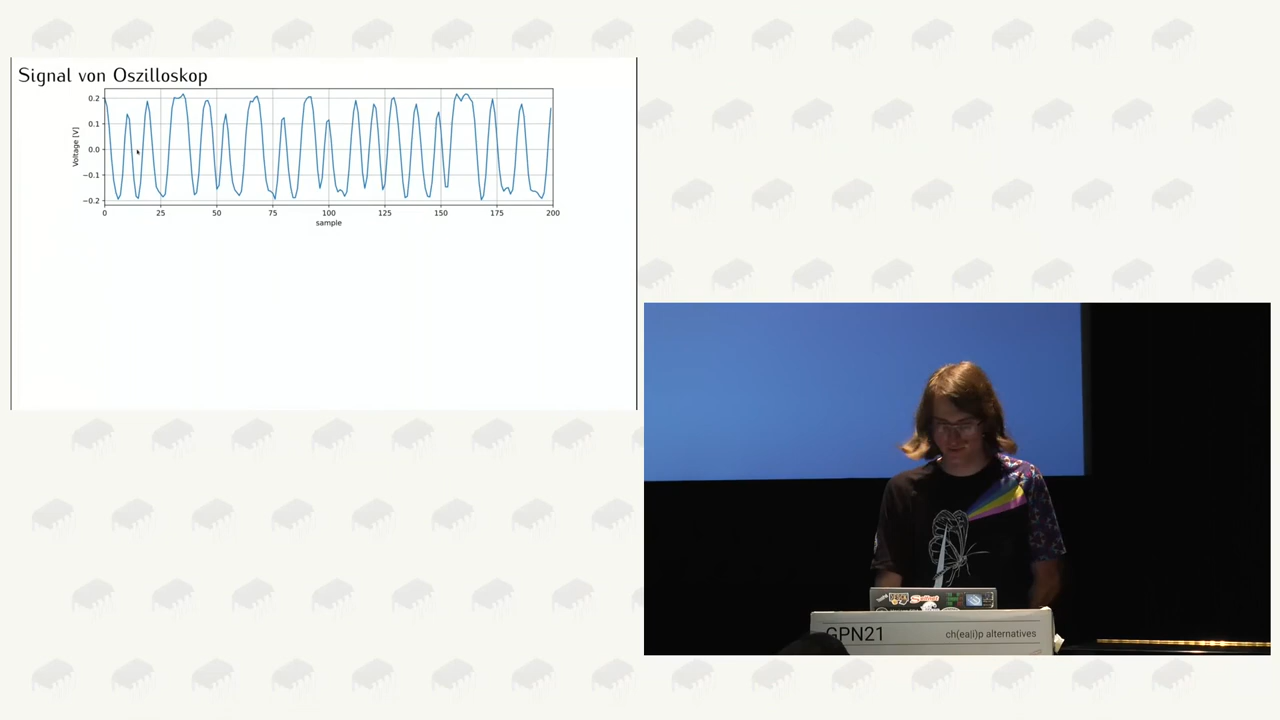 Signal von Oszilloskop
0.2
0.1
0.0
−0.1
−0.2
Voltage [V]
0 25 50 75 100 125 150 175 200
sample
GPN21 ch(ea|i)p alternatives